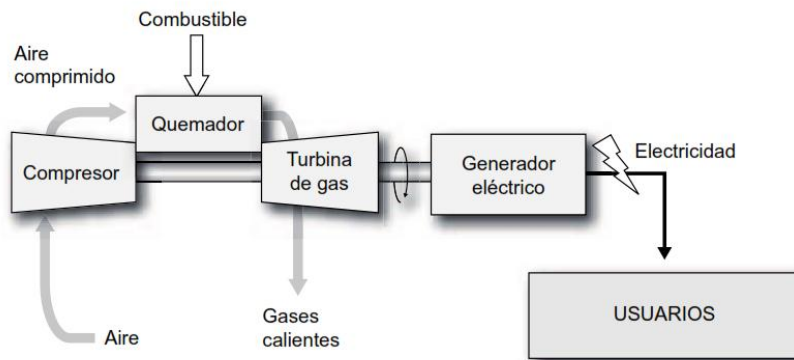 Combustible
Aire
comprimido
Quemador
Compresor
Turbina
de gas
Generador
eléctrico
Electricidad
Gases
calientes
Aire
USUARIOS